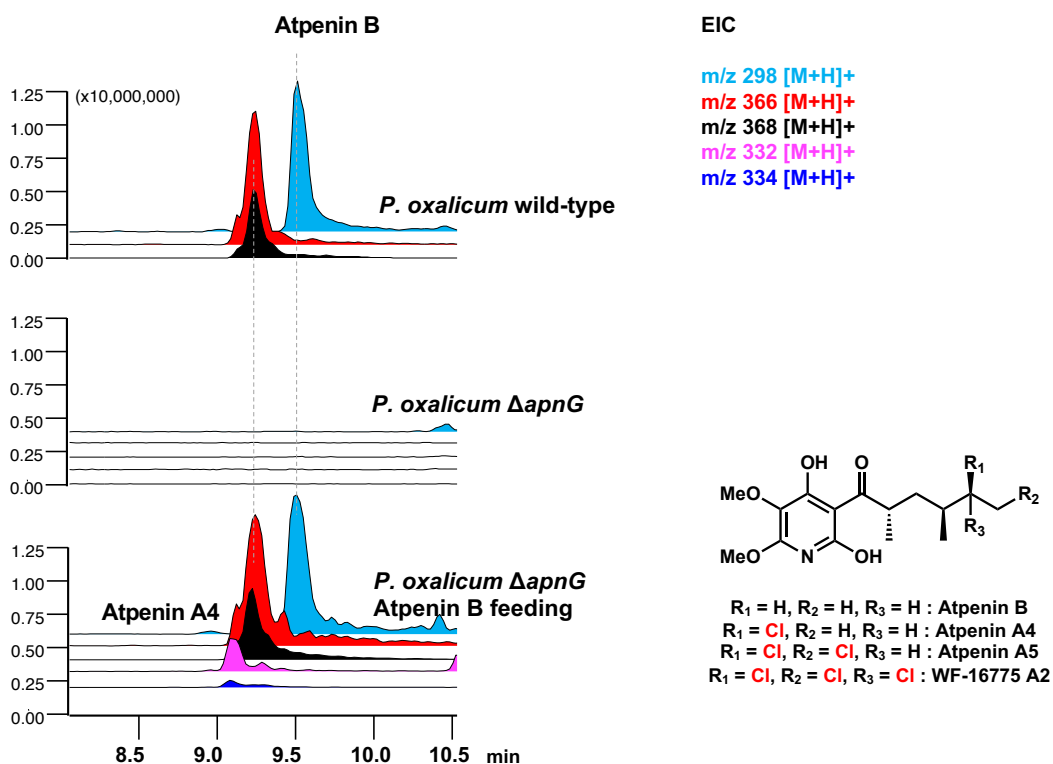 Atpenin B
EIC
m/z 298 [M+H]+
m/z 366 [M+H]+
m/z 368 [M+H]+
m/z 332 [M+H]+
m/z 334 [M+H]+
(x10,000,000)
1.25
1.00
0.75
0.50
0.25
0.00
P. oxalicum wild-type
1.25
1.00
0.75
0.50
0.25
0.00
P. oxalicum ΔapnG
1.25
1.00
0.75
0.50
0.25
0.00
Atpenin A4
P. oxalicum ΔapnG
Atpenin B feeding
8.5 9.0 9.5 10.0 10.5 min
OH O R1 R2
MeO
R3
MeO N OH
R1 = H, R2 = H, R3 = H : Atpenin B
R1 = Cl, R2 = H, R3 = H : Atpenin A4
R1 = Cl, R2 = Cl, R3 = H : Atpenin A5
R1 = Cl, R2 = Cl, R3 = Cl : WF-16775 A2